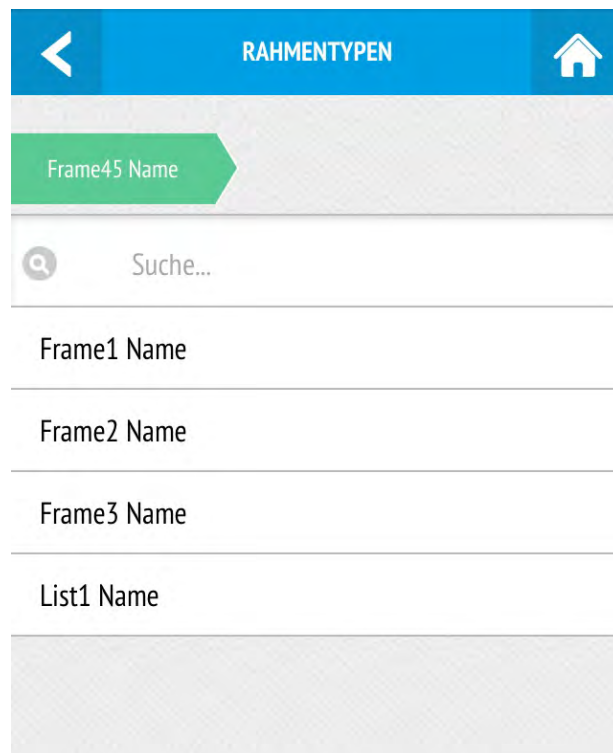 RAHMENTYPEN
Frame45 Name
Suche...
Frame1 Name
Frame2 Name
Frame3 Name
List1 Name